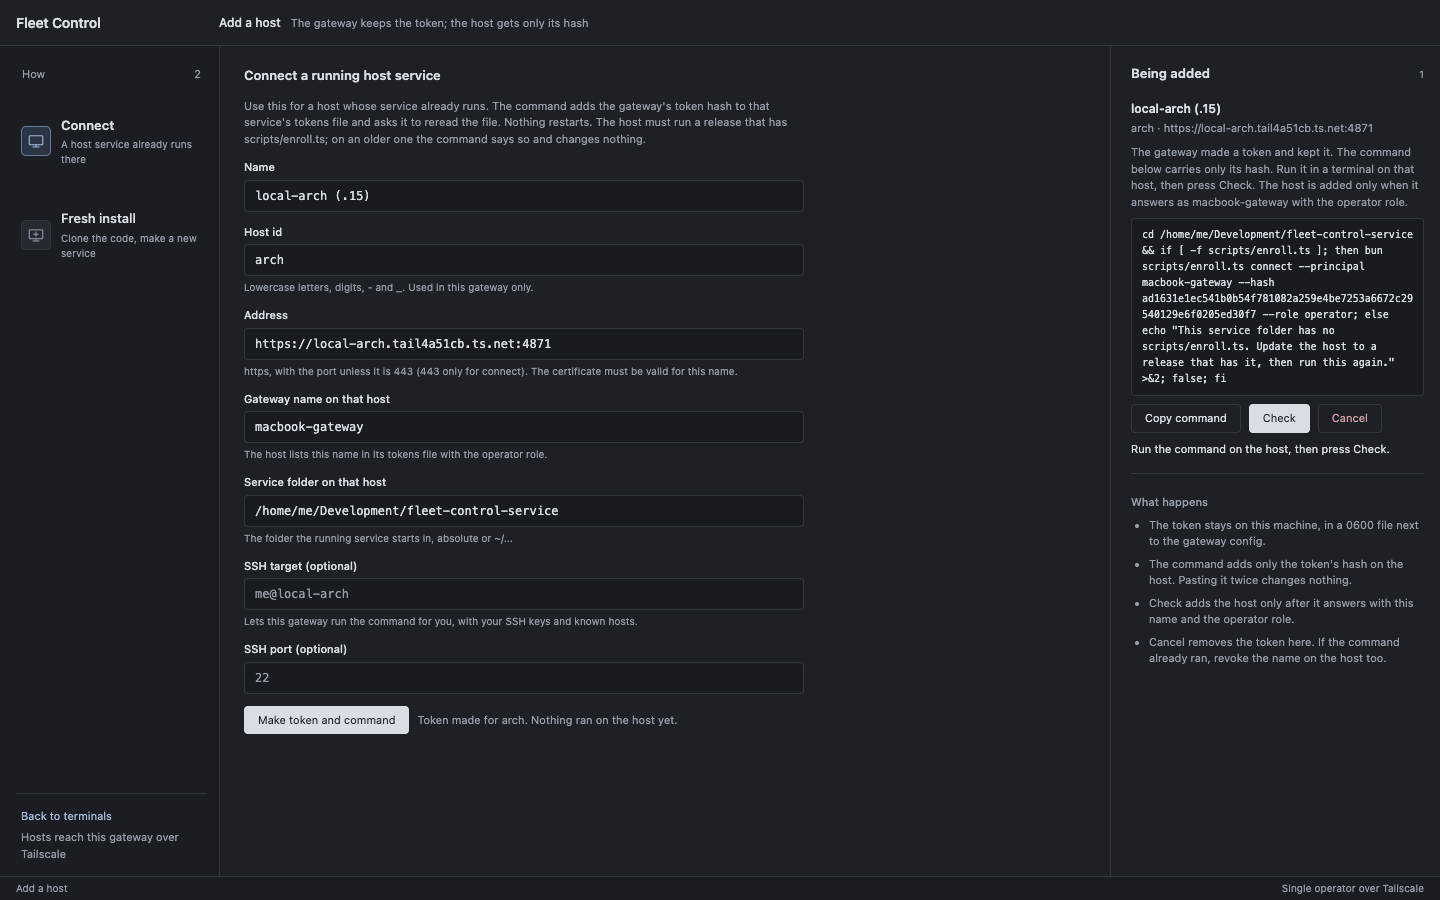 Fleet Control
Add a host The gateway keeps the token; the host gets only its hash
How 2
Connect
A host service already runs
there
Fresh install
Clone the code, make a new
service
Back to terminals
Hosts reach this gateway over
Tailscale
Connect a running host service
Use this for a host whose service already runs. The command adds the gateway's token hash to that
service's tokens file and asks it to reread the file. Nothing restarts. The host must run a release that has
scripts/enroll.ts; on an older one the command says so and changes nothing.
Name
local-arch (.15)
Host id
arch
Lowercase letters, digits, - and _. Used in this gateway only.
Address
https://local-arch.tail4a51cb.ts.net:4871
https, with the port unless it is 443 (443 only for connect). The certificate must be valid for this name.
Gateway name on that host
macbook-gateway
The host lists this name in its tokens file with the operator role.
Service folder on that host
/home/me/Development/fleet-control-service
The folder the running service starts in, absolute or ~/...
SSH target (optional)
me@local-arch
Lets this gateway run the command for you, with your SSH keys and known hosts.
SSH port (optional)
22
Make token and command Token made for arch. Nothing ran on the host yet.
Being added 1
local-arch (.15)
arch · https://local-arch.tail4a51cb.ts.net:4871
The gateway made a token and kept it. The command
below carries only its hash. Run it in a terminal on that
host, then press Check. The host is added only when it
answers as macbook-gateway with the operator role.
cd /home/me/Development/fleet-control-service
&& if [ -f scripts/enroll.ts ]; then bun
scripts/enroll.ts connect --principal
macbook-gateway --hash
ad1631e1ec541b0b54f781082a259e4be7253a6672c29
540129e6f0205ed30f7 --role operator; else
echo "This service folder has no
scripts/enroll.ts. Update the host to a
release that has it, then run this again."
>&2; false; fi
Copy command Check Cancel
Run the command on the host, then press Check.
What happens
• The token stays on this machine, in a 0600 file next
to the gateway config.
• The command adds only the token's hash on the
host. Pasting it twice changes nothing.
• Check adds the host only after it answers with this
name and the operator role.
• Cancel removes the token here. If the command
already ran, revoke the name on the host too.
Add a host Single operator over Tailscale